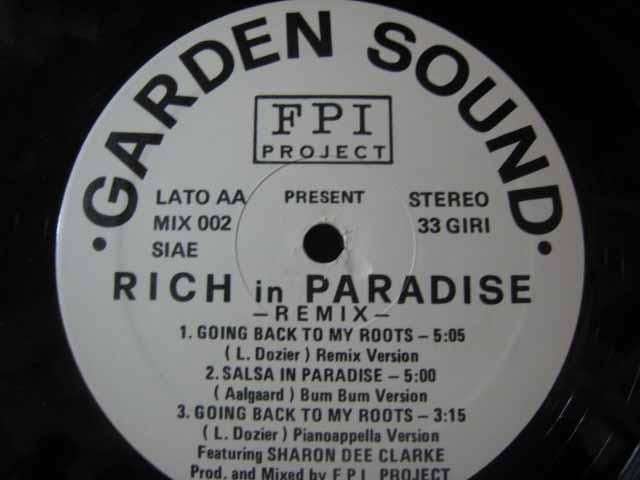 •GARDEN SOUND•
FPI
PROJECT
LATO AA PRESENT STEREO
MIX 002 33 GIRI
SIAE
RICH in PARADISE
–REMIX–
1. GOING BACK TO MY ROOTS – 5:05
( L. Dozier ) Remix Version
2. SALSA IN PARADISE – 5:00
( Aalgaard ) Bum Bum Version
3. GOING BACK TO MY ROOTS – 3:15
( L. Dozier ) Pianoappella Version
Featuring SHARON DEE CLARKE
Prod. and Mixed by F.P.I. PROJECT